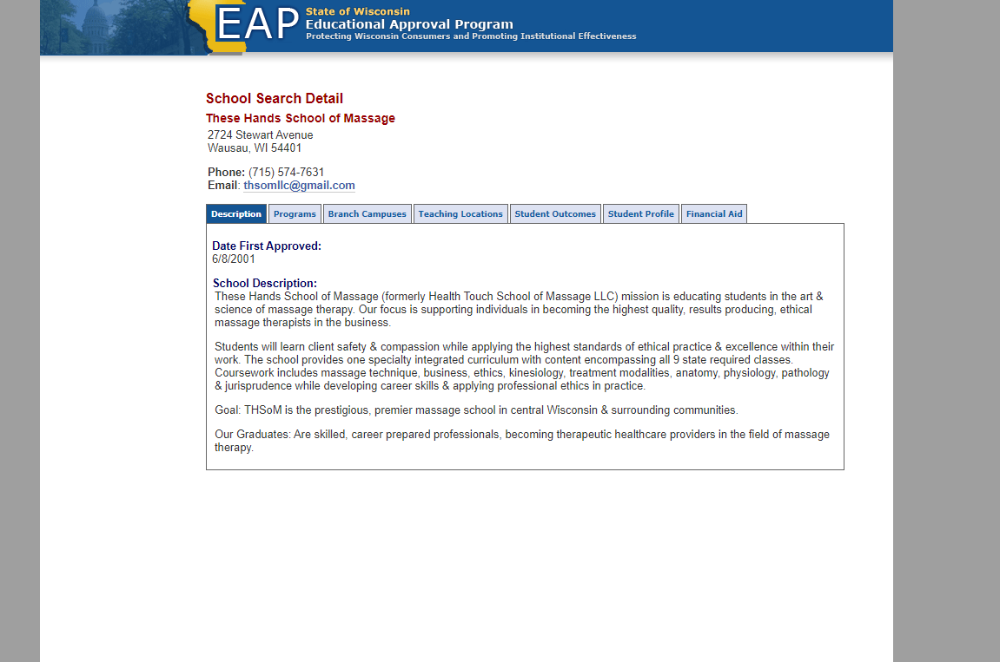 EAP
State of Wisconsin
Educational Approval Program
Protecting Wisconsin Consumers and Promoting Institutional Effectiveness
School Search Detail
These Hands School of Massage
2724 Stewart Avenue
Wausau, WI 54401
Phone: (715) 574-7631
Email: thsomllc@gmail.com
Description Programs Branch Campuses Teaching Locations Student Outcomes Student Profile Financial Aid
Date First Approved:
6/8/2001
School Description:
These Hands School of Massage (formerly Health Touch School of Massage LLC) mission is educating students in the art &
science of massage therapy. Our focus is supporting individuals in becoming the highest quality, results producing, ethical
massage therapists in the business.
Students will learn client safety & compassion while applying the highest standards of ethical practice & excellence within their
work. The school provides one specialty integrated curriculum with content encompassing all 9 state required classes.
Coursework includes massage technique, business, ethics, kinesiology, treatment modalities, anatomy, physiology, pathology
& jurisprudence while developing career skills & applying professional ethics in practice.
Goal: THSoM is the prestigious, premier massage school in central Wisconsin & surrounding communities.
Our Graduates: Are skilled, career prepared professionals, becoming therapeutic healthcare providers in the field of massage
therapy.